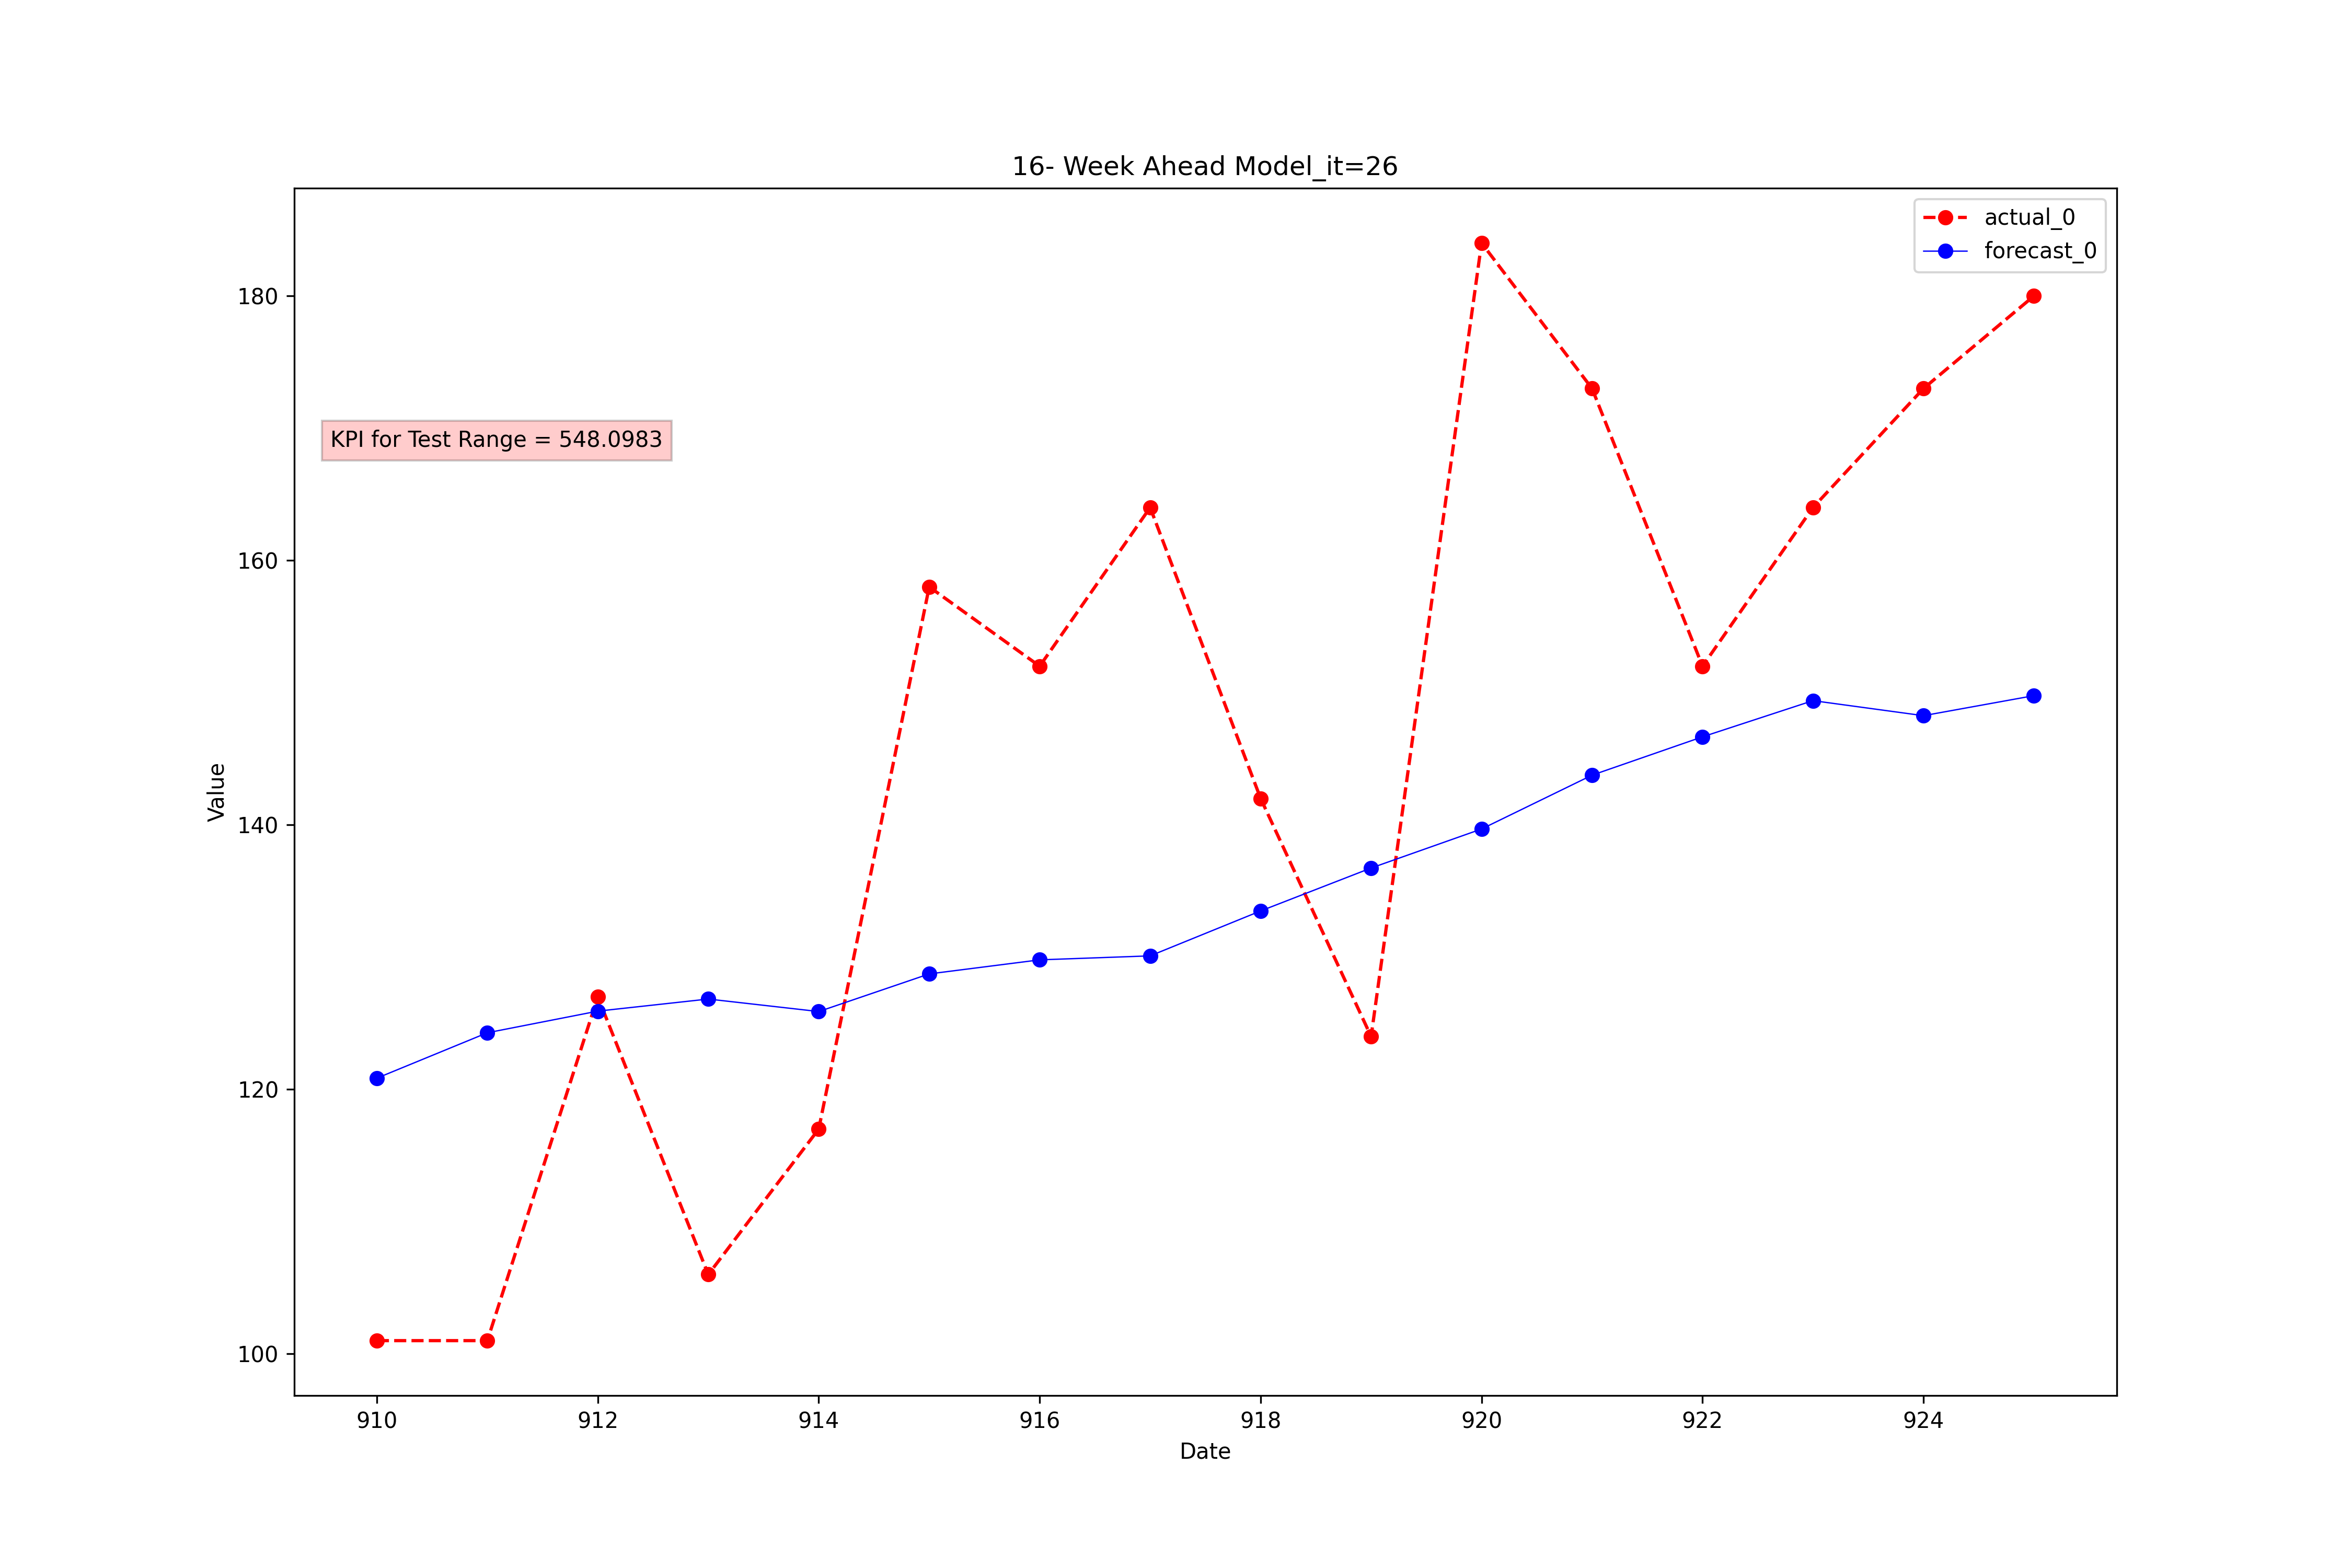 16- Week Ahead Model_it=26
actual_0
forecast_0
KPI for Test Range = 548.0983
180
160
140
120
100
Value
910 912 914 916 918 920 922 924
Date